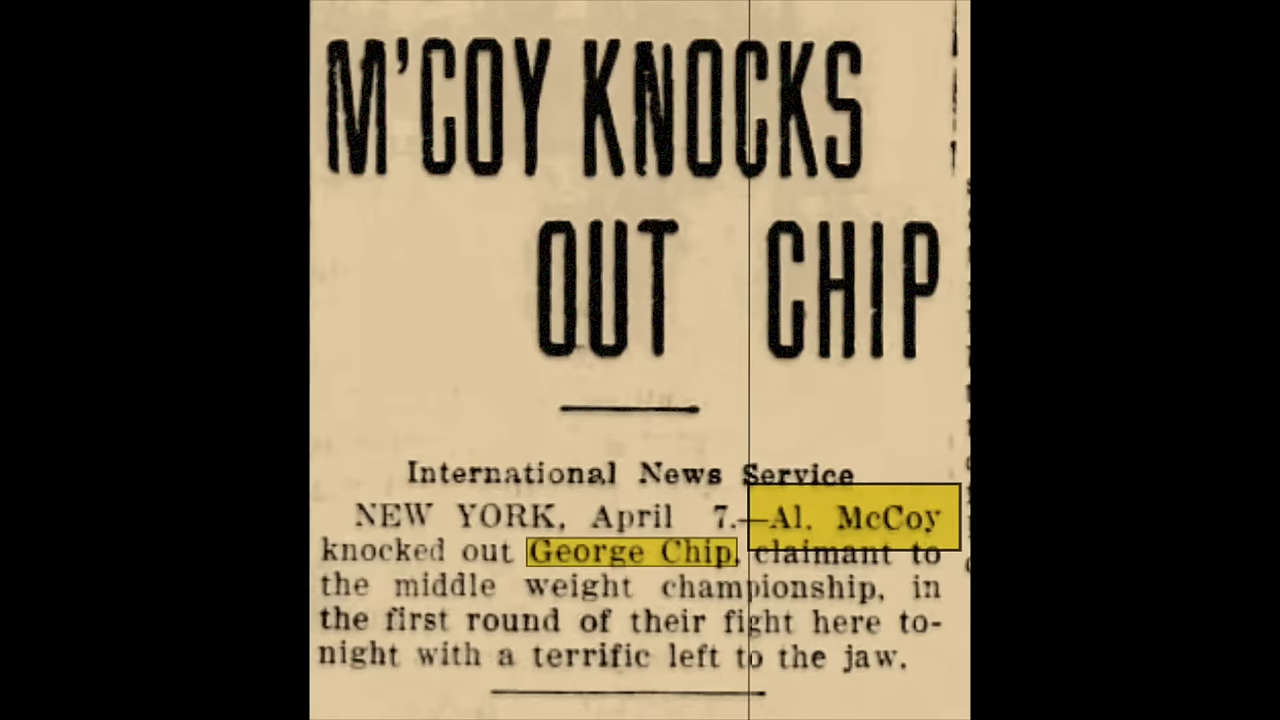 M'COY KNOCKS
OUT CHIP
International News Service
NEW YORK, April 7.—Al. McCoy
knocked out George Chip, claimant to
the middle weight championship, in
the first round of their fight here to-
night with a terrific left to the jaw.